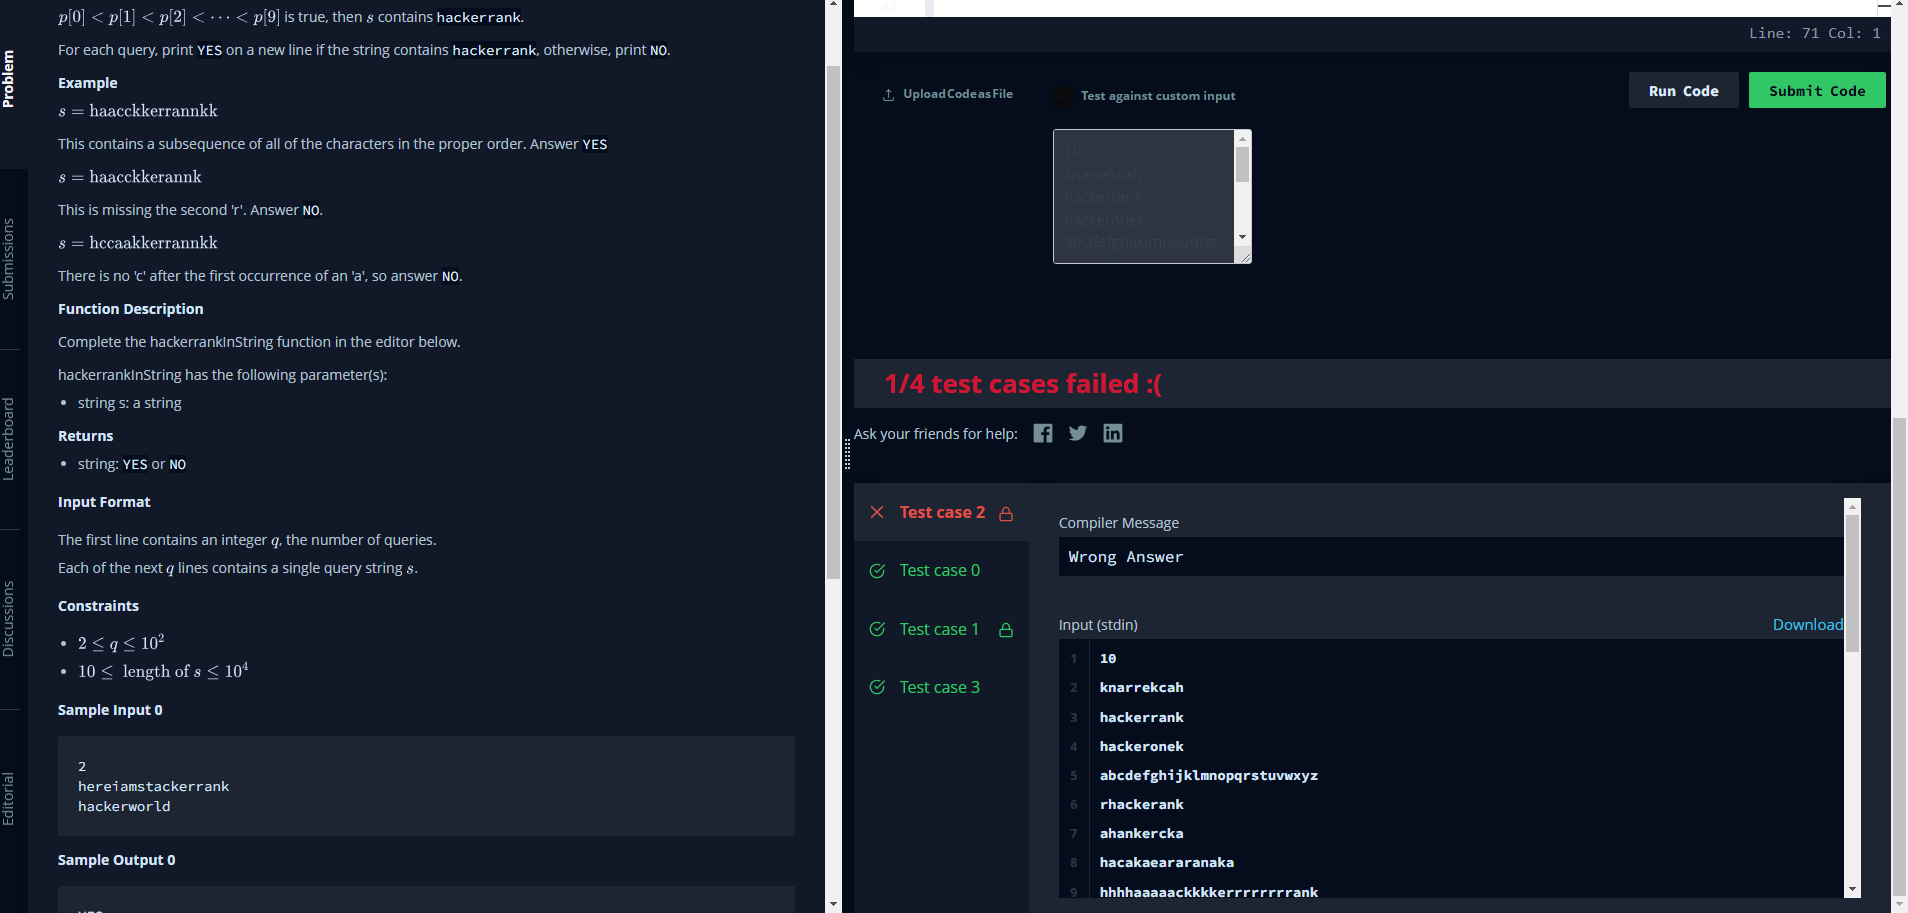 Problem
Submissions
Leaderboard
Discussions
Editorial
p[0] < p[1] < p[2] < ⋯ < p[9] is true, then s contains hackerrank.
For each query, print YES on a new line if the string contains hackerrank, otherwise, print NO.
Example
s = haacckkerrannkk
This contains a subsequence of all of the characters in the proper order. Answer YES
s = haacckkerannk
This is missing the second 'r'. Answer NO.
s = hccaakkerrannkk
There is no 'c' after the first occurrence of an 'a', so answer NO.
Function Description
Complete the hackerrankInString function in the editor below.
hackerrankInString has the following parameter(s):
• string s: a string
Returns
• string: YES or NO
Input Format
The first line contains an integer q, the number of queries.
Each of the next q lines contains a single query string s.
Constraints
• 2 ≤ q ≤ 10²
• 10 ≤ length of s ≤ 10⁴
Sample Input 0
2
hereiamstackerrank
hackerworld
Sample Output 0
Line: 71 Col: 1
Upload Code as File
Test against custom input
Run Code
Submit Code
10
knarrekcah
hackerrank
hackeronek
abcdefghijklmnopqrst
1/4 test cases failed :(
Ask your friends for help:
Test case 2
Test case 0
Test case 1
Test case 3
Compiler Message
Wrong Answer
Input (stdin)
Download
1 10
2 knarrekcah
3 hackerrank
4 hackeronek
5 abcdefghijklmnopqrstuvwxyz
6 rhackerank
7 ahankercka
8 hacakaeararanaka
9 hhhhaaaaackkkkerrrrrrrrank